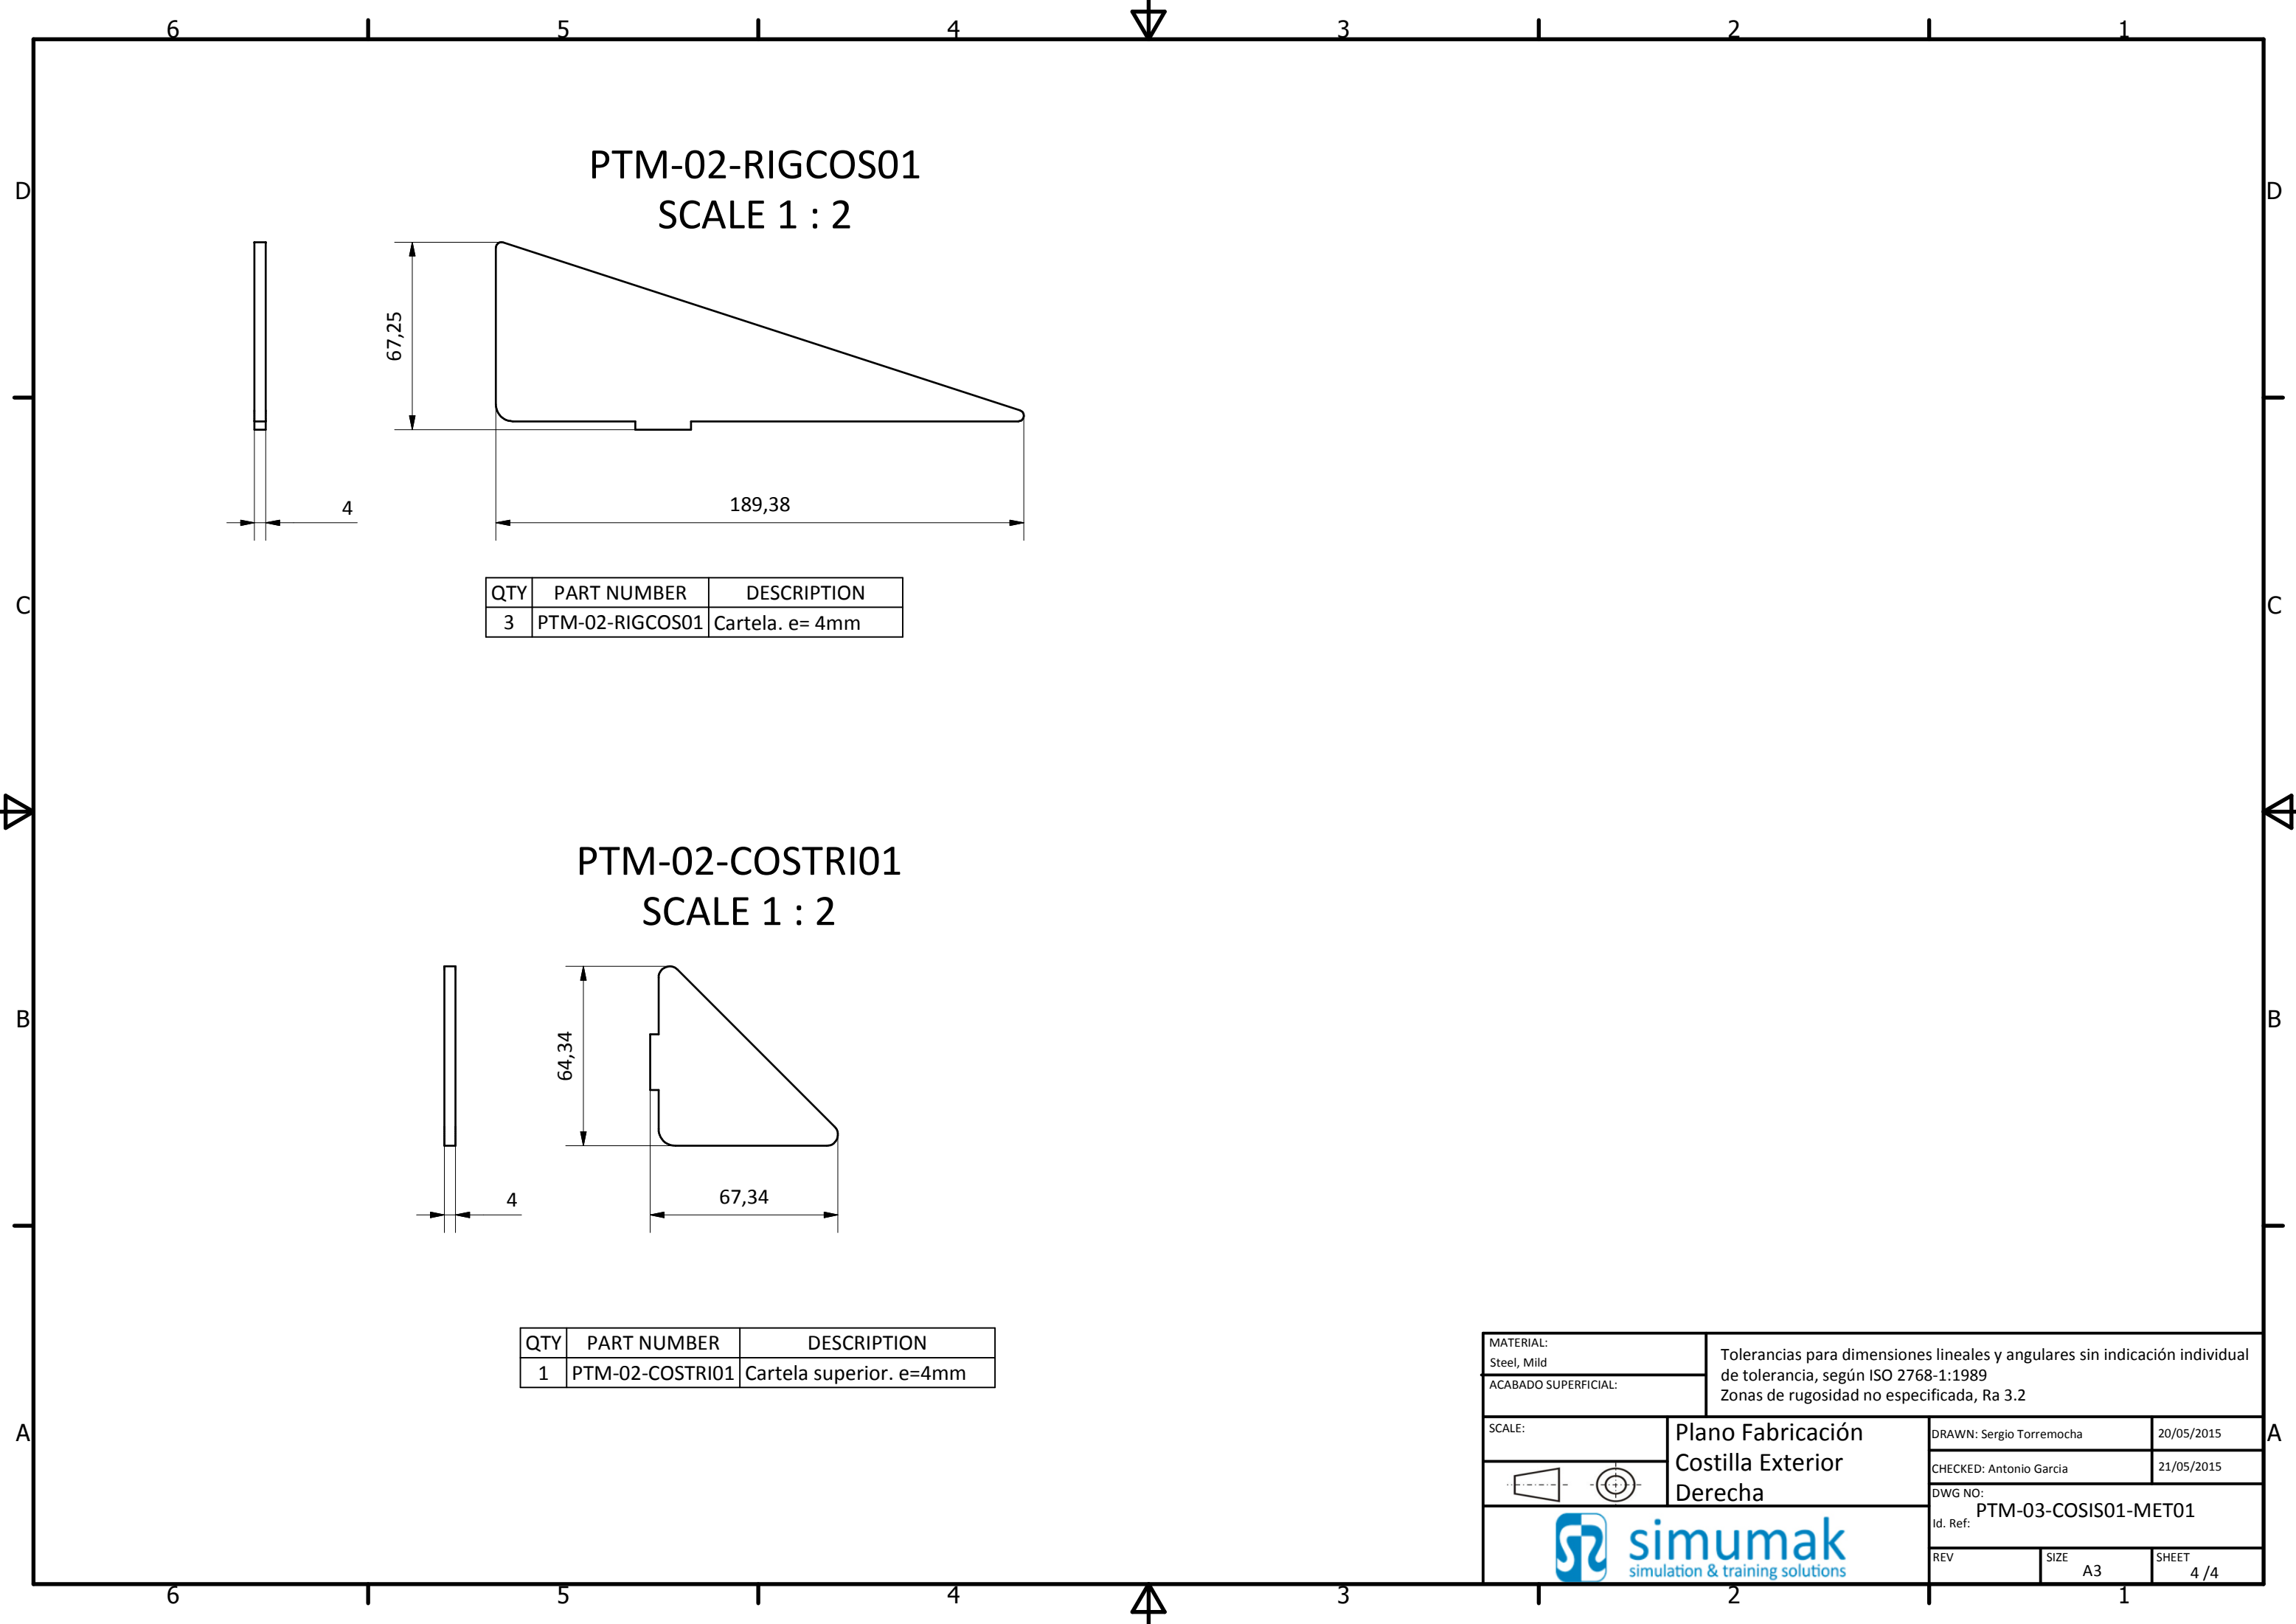 6 5 4 3 2 1
D D
PTM-02-RIGCOS01
SCALE 1 : 2
67,25
189,38
4
QTY PART NUMBER DESCRIPTION
3 PTM-02-RIGCOS01 Cartela. e= 4mm
C C
PTM-02-COSTRI01
SCALE 1 : 2
B B
64,34
67,34
4
QTY PART NUMBER DESCRIPTION
1 PTM-02-COSTRI01 Cartela superior. e=4mm
A A
MATERIAL:
Steel, Mild
ACABADO SUPERFICIAL:
Tolerancias para dimensiones lineales y angulares sin indicación individual
de tolerancia, según ISO 2768-1:1989
Zonas de rugosidad no especificada, Ra 3.2
SCALE:
Plano Fabricación
Costilla Exterior
Derecha
DRAWN: Sergio Torremocha 20/05/2015
CHECKED: Antonio Garcia 21/05/2015
DWG NO:
PTM-03-COSIS01-MET01
Id. Ref:
simumak
simulation & training solutions
REV SIZE SHEET
A3 4 /4
6 5 4 3 2 1